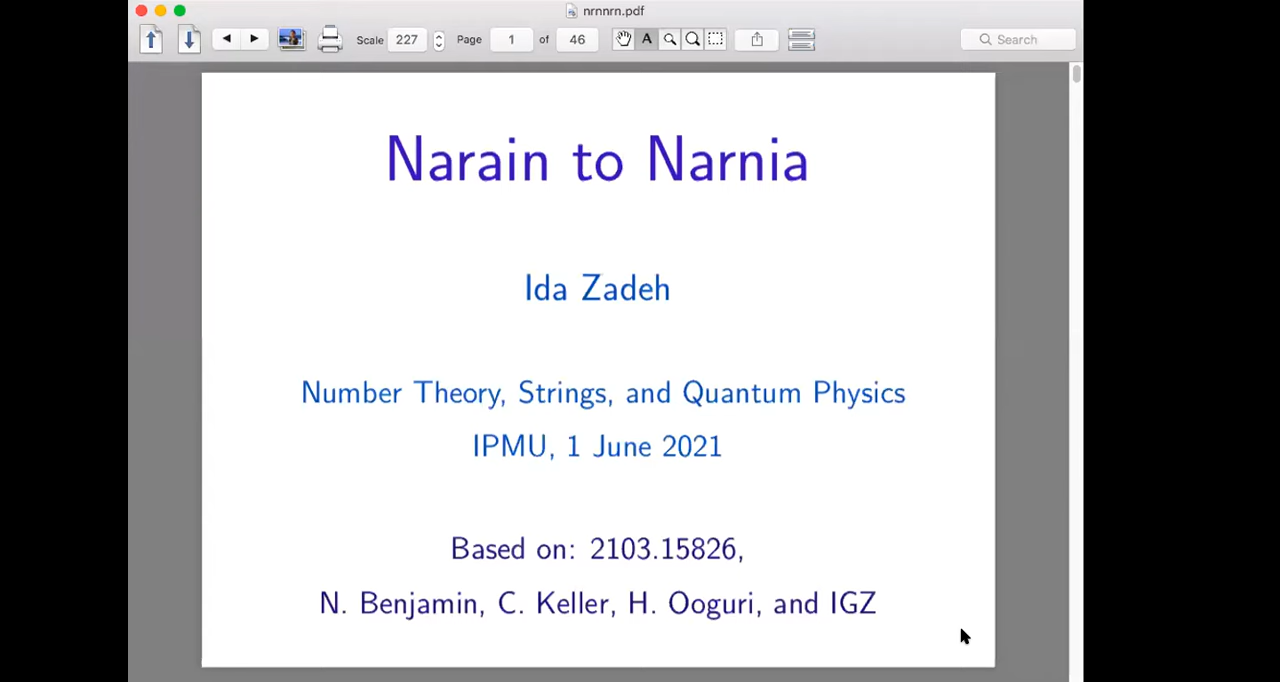 nrnnrn.pdf
Scale 227 Page 1 of 46 A Search
Narain to Narnia
Ida Zadeh
Number Theory, Strings, and Quantum Physics
IPMU, 1 June 2021
Based on: 2103.15826,
N. Benjamin, C. Keller, H. Ooguri, and IGZ